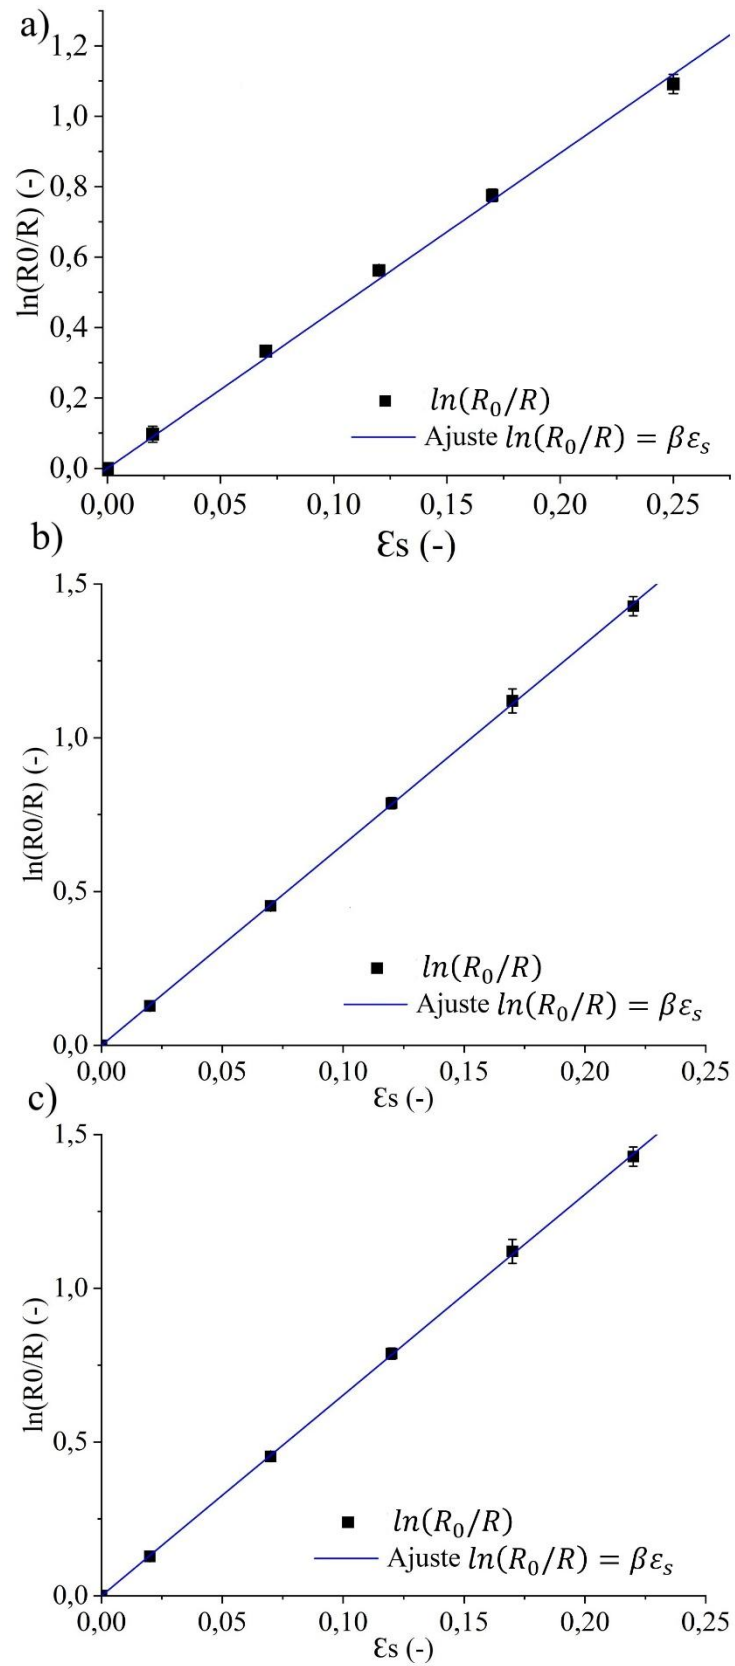 a)
1,2
1,0
0,8
0,6
0,4
0,2
0,0
ln(R0/R) (-)
ln(R₀/R)
Ajuste ln(R₀/R) = βεₛ
0,00 0,05 0,10 0,15 0,20 0,25
Ɛs (-)
b)
1,5
1,0
0,5
0,0
ln(R0/R) (-)
ln(R₀/R)
Ajuste ln(R₀/R) = βεₛ
0,00 0,05 0,10 0,15 0,20 0,25
Ɛs (-)
c)
1,5
1,0
0,5
0,0
ln(R0/R) (-)
ln(R₀/R)
Ajuste ln(R₀/R) = βεₛ
0,00 0,05 0,10 0,15 0,20 0,25
Ɛs (-)